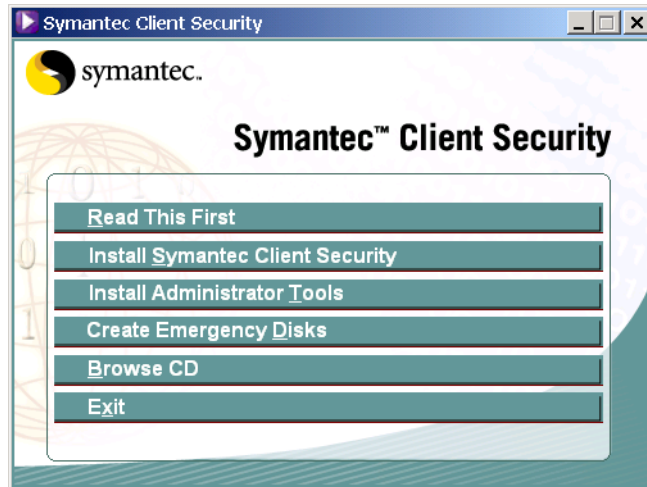 Symantec Client Security
symantec.
Symantec™ Client Security
Read This First
Install Symantec Client Security
Install Administrator Tools
Create Emergency Disks
Browse CD
Exit